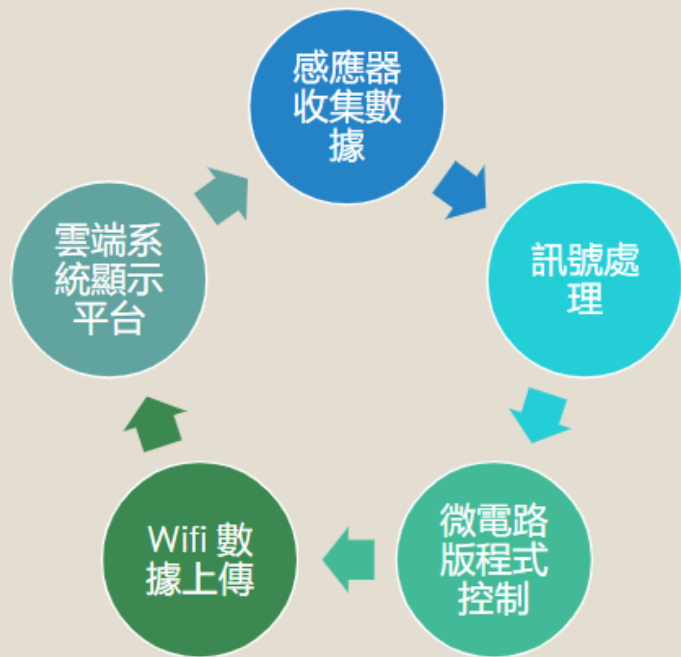 感應器
收集數
據
訊號處
理
微電路
版程式
控制
Wifi 數
據上傳
雲端系
統顯示
平台